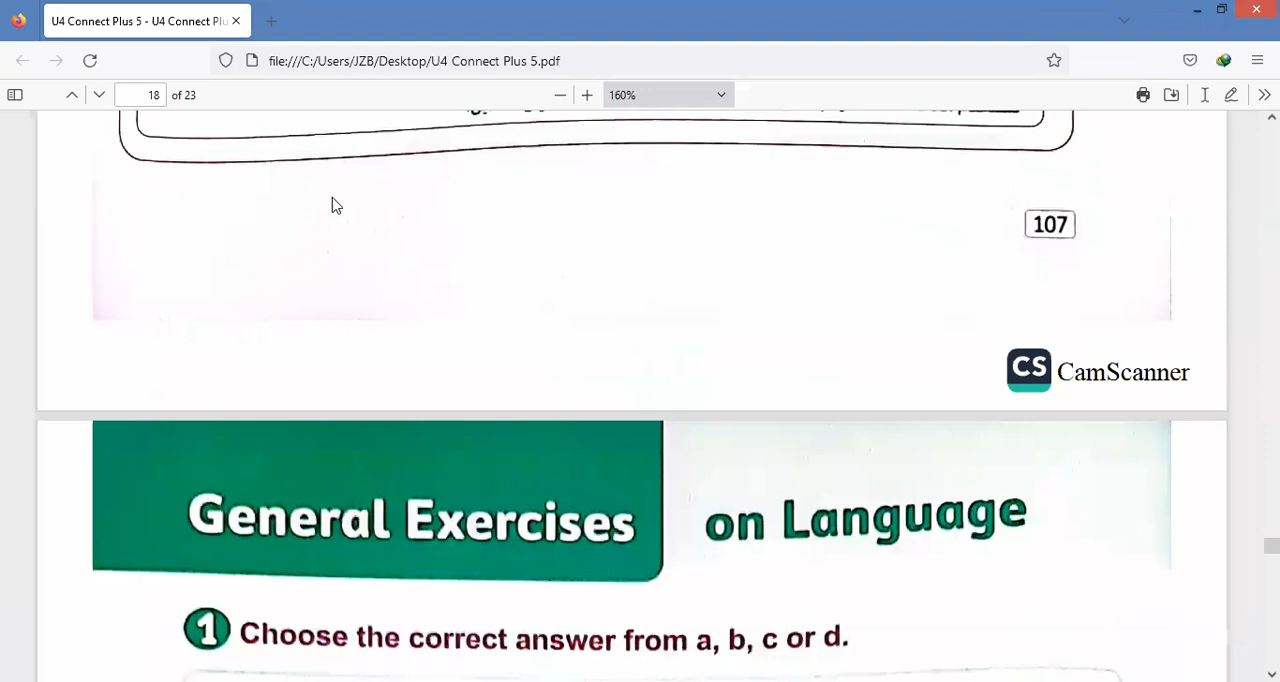 U4 Connect Plus 5 - U4 Connect Plu
file:///C:/Users/JZB/Desktop/U4 Connect Plus 5.pdf
18 of 23
160%
107
CS CamScanner
General Exercises on Language
1 Choose the correct answer from a, b, c or d.